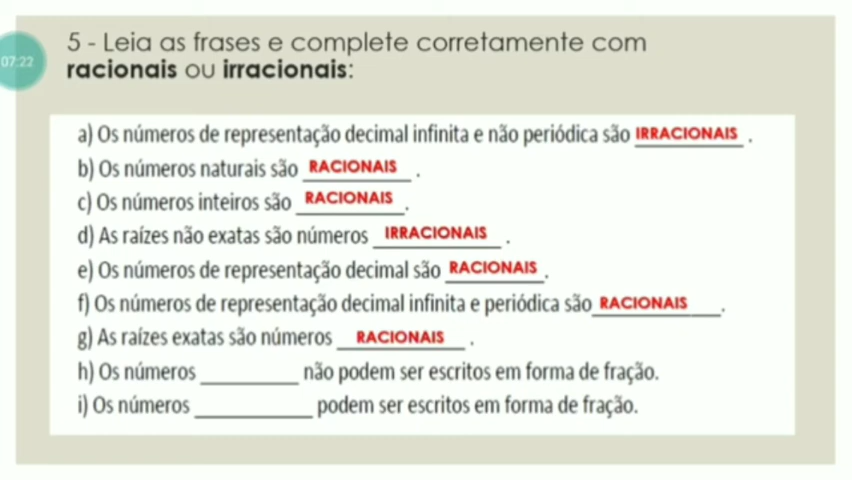 5 - Leia as frases e complete corretamente com
racionais ou irracionais:
07:22
a) Os números de representação decimal infinita e não periódica são IRRACIONAIS .
b) Os números naturais são RACIONAIS .
c) Os números inteiros são RACIONAIS .
d) As raízes não exatas são números IRRACIONAIS .
e) Os números de representação decimal são RACIONAIS .
f) Os números de representação decimal infinita e periódica são RACIONAIS .
g) As raízes exatas são números RACIONAIS .
h) Os números __________ não podem ser escritos em forma de fração.
i) Os números ____________ podem ser escritos em forma de fração.